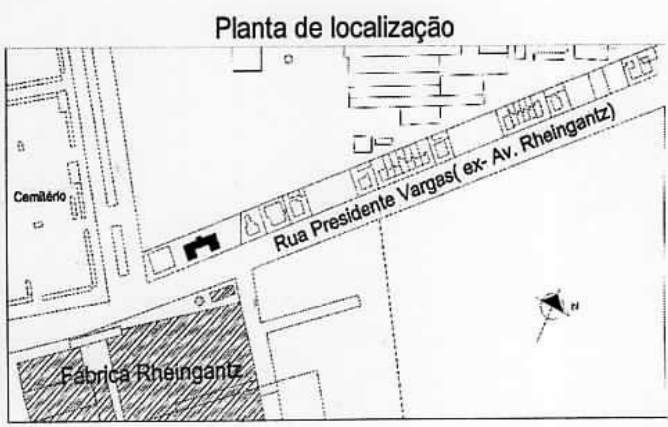 Planta de localização
Cemitério
Rua Presidente Vargas( ex- Av. Rheingantz)
Fábrica Rheingantz